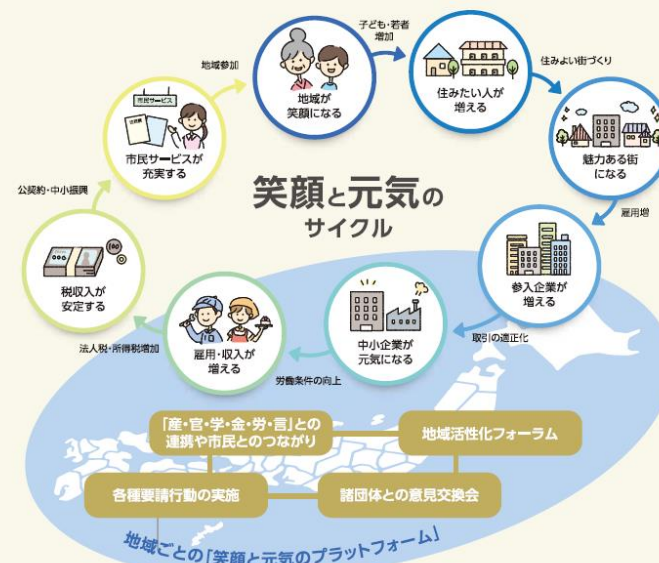 笑顔と元気の
サイクル
地域が
笑顔になる
子ども・若者
増加
住みたい人が
増える
住みよい街づくり
魅力ある街
になる
雇用増
参入企業が
増える
取引の適正化
中小企業が
元気になる
労働条件の向上
雇用・収入が
増える
法人税・所得税増加
税収入が
安定する
公契約・中小振興
市民サービス
市民サービスが
充実する
地域参加
「産・官・学・金・労・言」との
連携や市民とのつながり
地域活性化フォーラム
各種要請行動の実施
諸団体との意見交換会
地域ごとの「笑顔と元気のプラットフォーム」